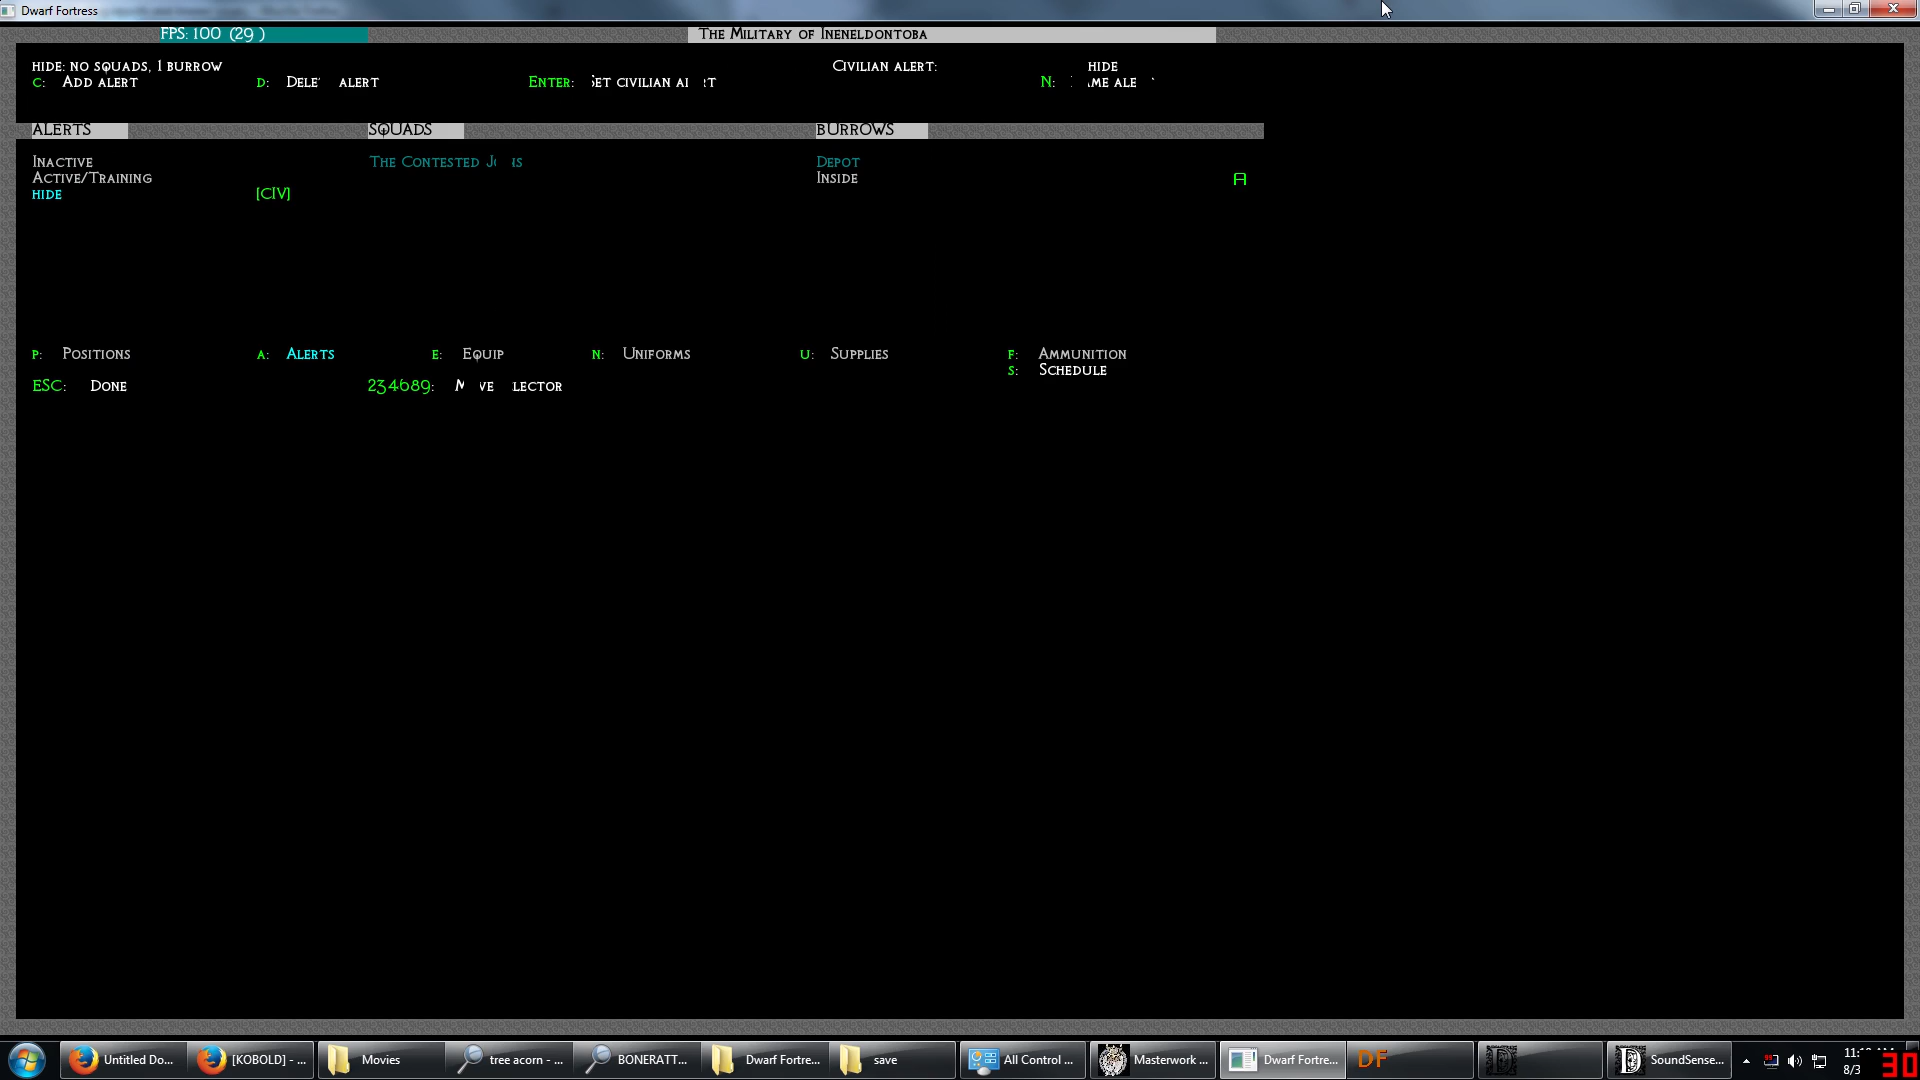 Dwarf Fortress
FPS: 100 (29 )
The Military of Ineneldontoba
hide: no squads, 1 burrow
Civilian alert:
hide
c: Add alert
d:
alert
Enter:
civilian
N:
ALERTS
SQUADS
BURROWS
Inactive
The Contested
Depot
Active/Training
Inside
A
hide
[CIV]
p: Positions
a: Alerts
e: Equip
n: Uniforms
u: Supplies
f: Ammunition
s: Schedule
ESC: Done
234689:
Untitled Do...
[KOBOLD] - ...
Movies
tree acorn - ...
BONERATT...
Dwarf Fortre...
save
All Control ...
Masterwork ...
Dwarf Fortre...
DF
SoundSense...
8/3
30